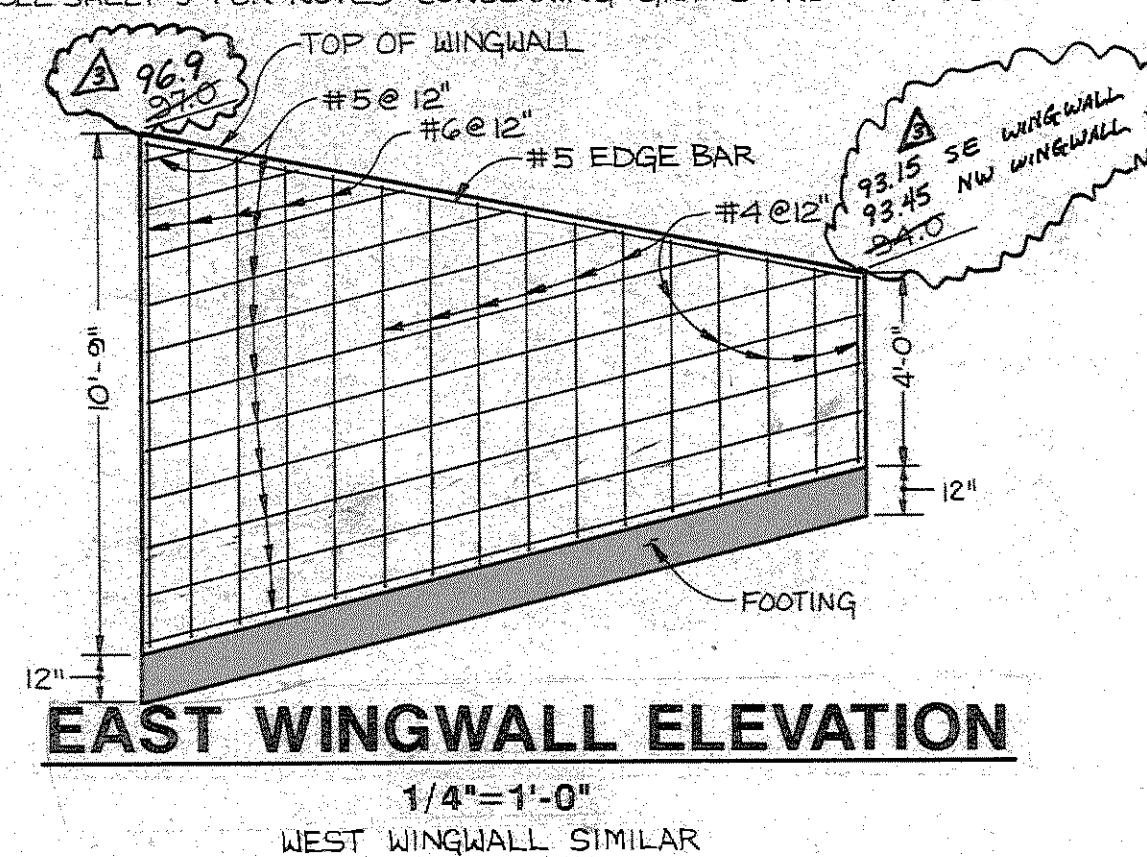 TOP OF WINGWALL
3
96.9
97.0
#5@ 12"
#6@12"
#5 EDGE BAR
#4@12"
3
93.15 SE WINGWALL
93.45 NW WINGWALL
94.0
10'-9"
4'-0"
12"
12"
FOOTING
EAST WINGWALL ELEVATION
1/4"=1'-0"
WEST WINGWALL SIMILAR